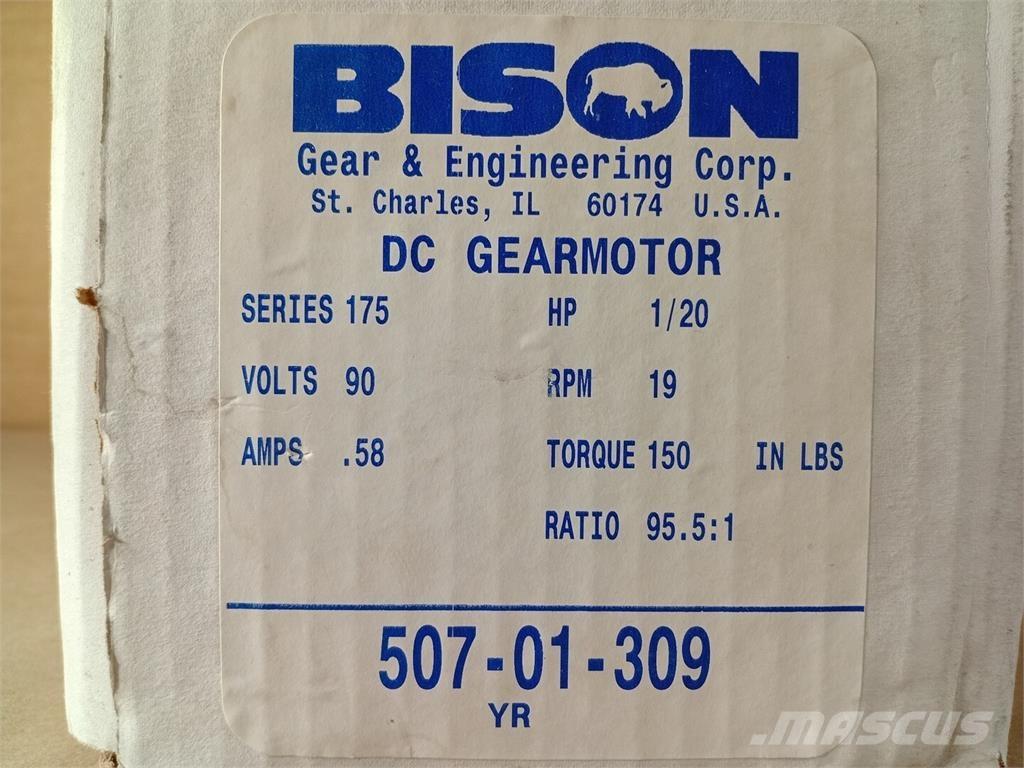 BISON
Gear & Engineering Corp.
St. Charles, IL 60174 U.S.A.
DC GEARMOTOR
SERIES 175 HP 1/20
VOLTS 90 RPM 19
AMPS .58 TORQUE 150 IN LBS
RATIO 95.5:1
507-01-309
YR
MASCUS